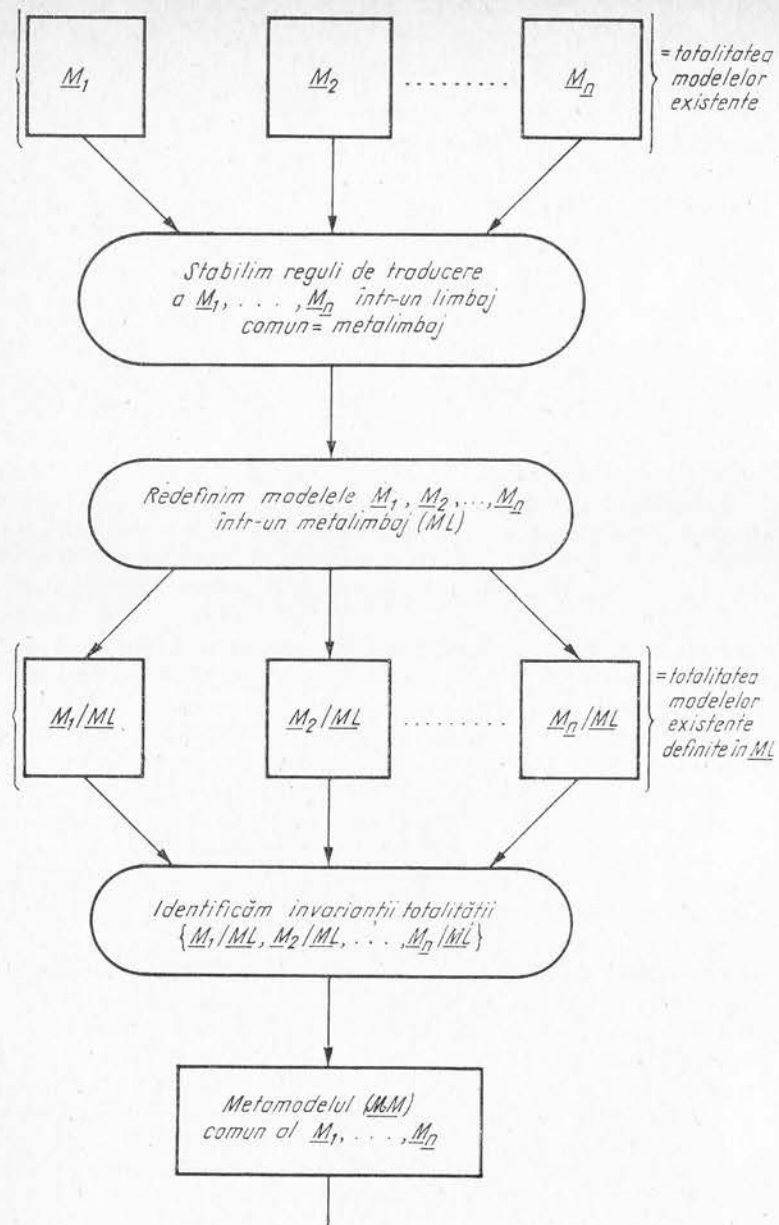 M1 M2 ........ Mn = totalitatea
modelelor
existente
Stabilim reguli de traducere
a M1, . . . , Mn într-un limbaj
comun = metalimbaj
Redefinim modelele M1, M2, ..., Mn
într-un metalimbaj (ML)
M1/ML M2/ML ........ Mn/ML = totalitatea
modelelor
existente
definite în ML
Identificăm invarianții totalității
{M1/ML, M2/ML, . . . , Mn/ML}
Metamodelul (MM)
comun al M1, . . . , Mn